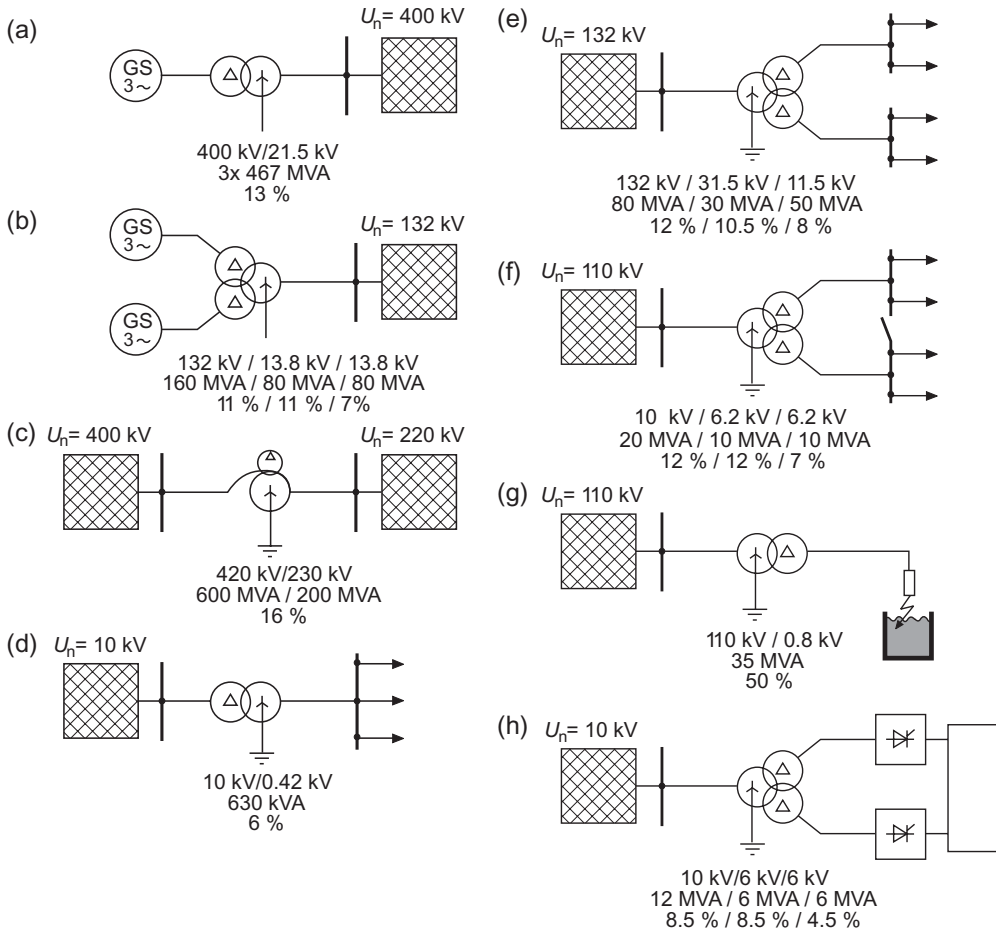 (a)
Un= 400 kV
GS
3~
400 kV/21.5 kV
3x 467 MVA
13 %
(b)
GS
3~
Un= 132 kV
GS
3~
132 kV / 13.8 kV / 13.8 kV
160 MVA / 80 MVA / 80 MVA
11 % / 11 % / 7%
(c)
Un= 400 kV
Un= 220 kV
420 kV/230 kV
600 MVA / 200 MVA
16 %
(d)
Un= 10 kV
10 kV/0.42 kV
630 kVA
6 %
(e)
Un= 132 kV
132 kV / 31.5 kV / 11.5 kV
80 MVA / 30 MVA / 50 MVA
12 % / 10.5 % / 8 %
(f)
Un= 110 kV
10 kV / 6.2 kV / 6.2 kV
20 MVA / 10 MVA / 10 MVA
12 % / 12 % / 7 %
(g)
Un= 110 kV
110 kV / 0.8 kV
35 MVA
50 %
(h)
Un= 10 kV
10 kV/6 kV/6 kV
12 MVA / 6 MVA / 6 MVA
8.5 % / 8.5 % / 4.5 %